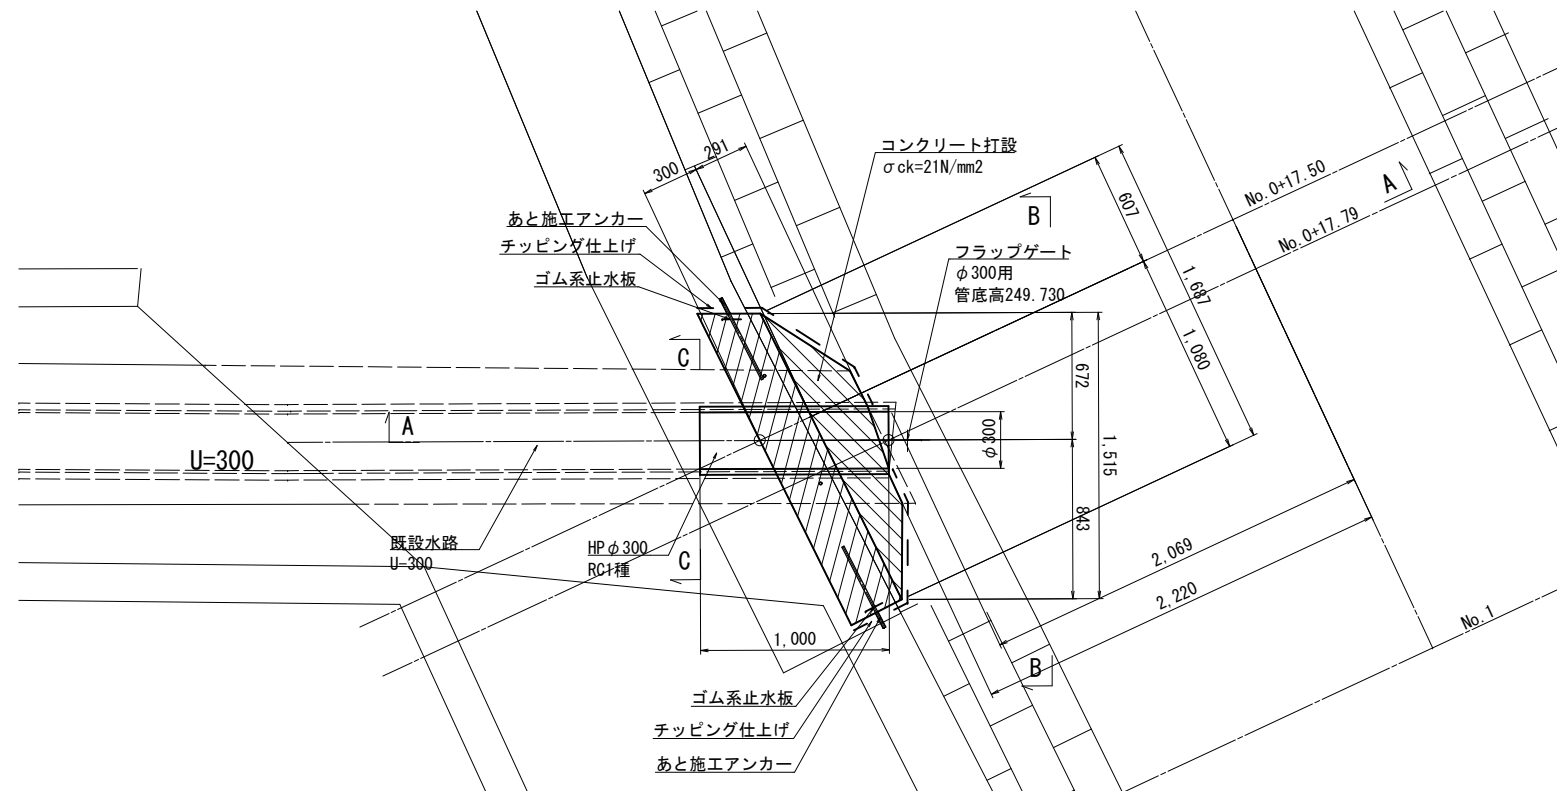 291
300
コンクリート打設
σck=21N/mm2
No.0+17.50
A
607
あと施工アンカー
B
No.0+17.79
チッピング仕上げ
フラップゲート
φ300用
管底高249.730
ゴム系止水板
1,687
1,080
C
672
A
φ300
1,515
U=300
843
既設水路
U-300
HPφ300
RC1種
C
2,069
2,220
No.1
1,000
B
ゴム系止水板
チッピング仕上げ
あと施工アンカー